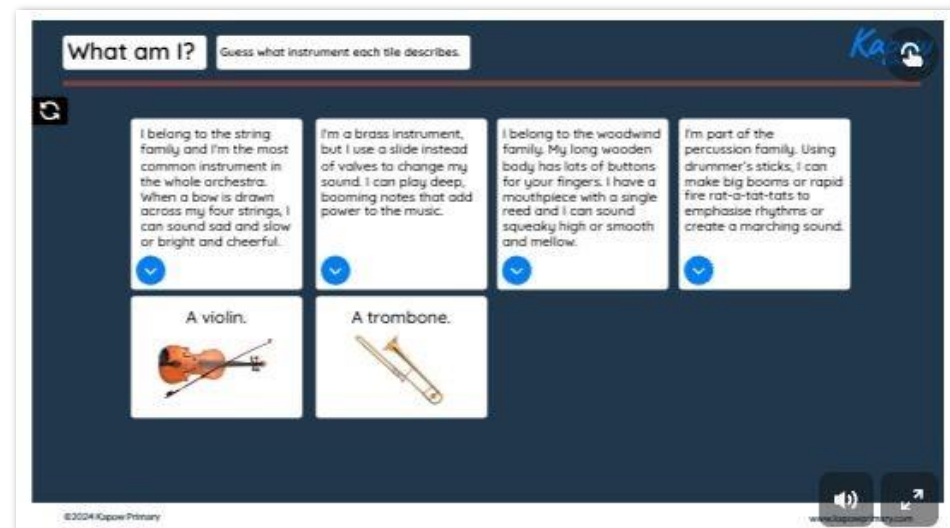 What am I?
Guess what instrument each tile describes.
I belong to the string
family and I'm the most
common instrument in
the whole orchestra.
When a bow is drawn
across my four strings, I
can sound sad and slow
or bright and cheerful.
I'm a brass instrument,
but I use a slide instead
of valves to change my
sound. I can play deep,
booming notes that add
power to the music.
I belong to the woodwind
family. My long wooden
body has lots of buttons
for your fingers. I have a
mouthpiece with a single
reed and I can sound
squeaky high or smooth
and mellow.
I'm part of the
percussion family. Using
drummer's sticks, I can
make big booms or rapid
fire rat-a-tat-tats to
emphasise rhythms or
create a marching sound.
A violin.
A trombone.
©2024 Kapow Primary